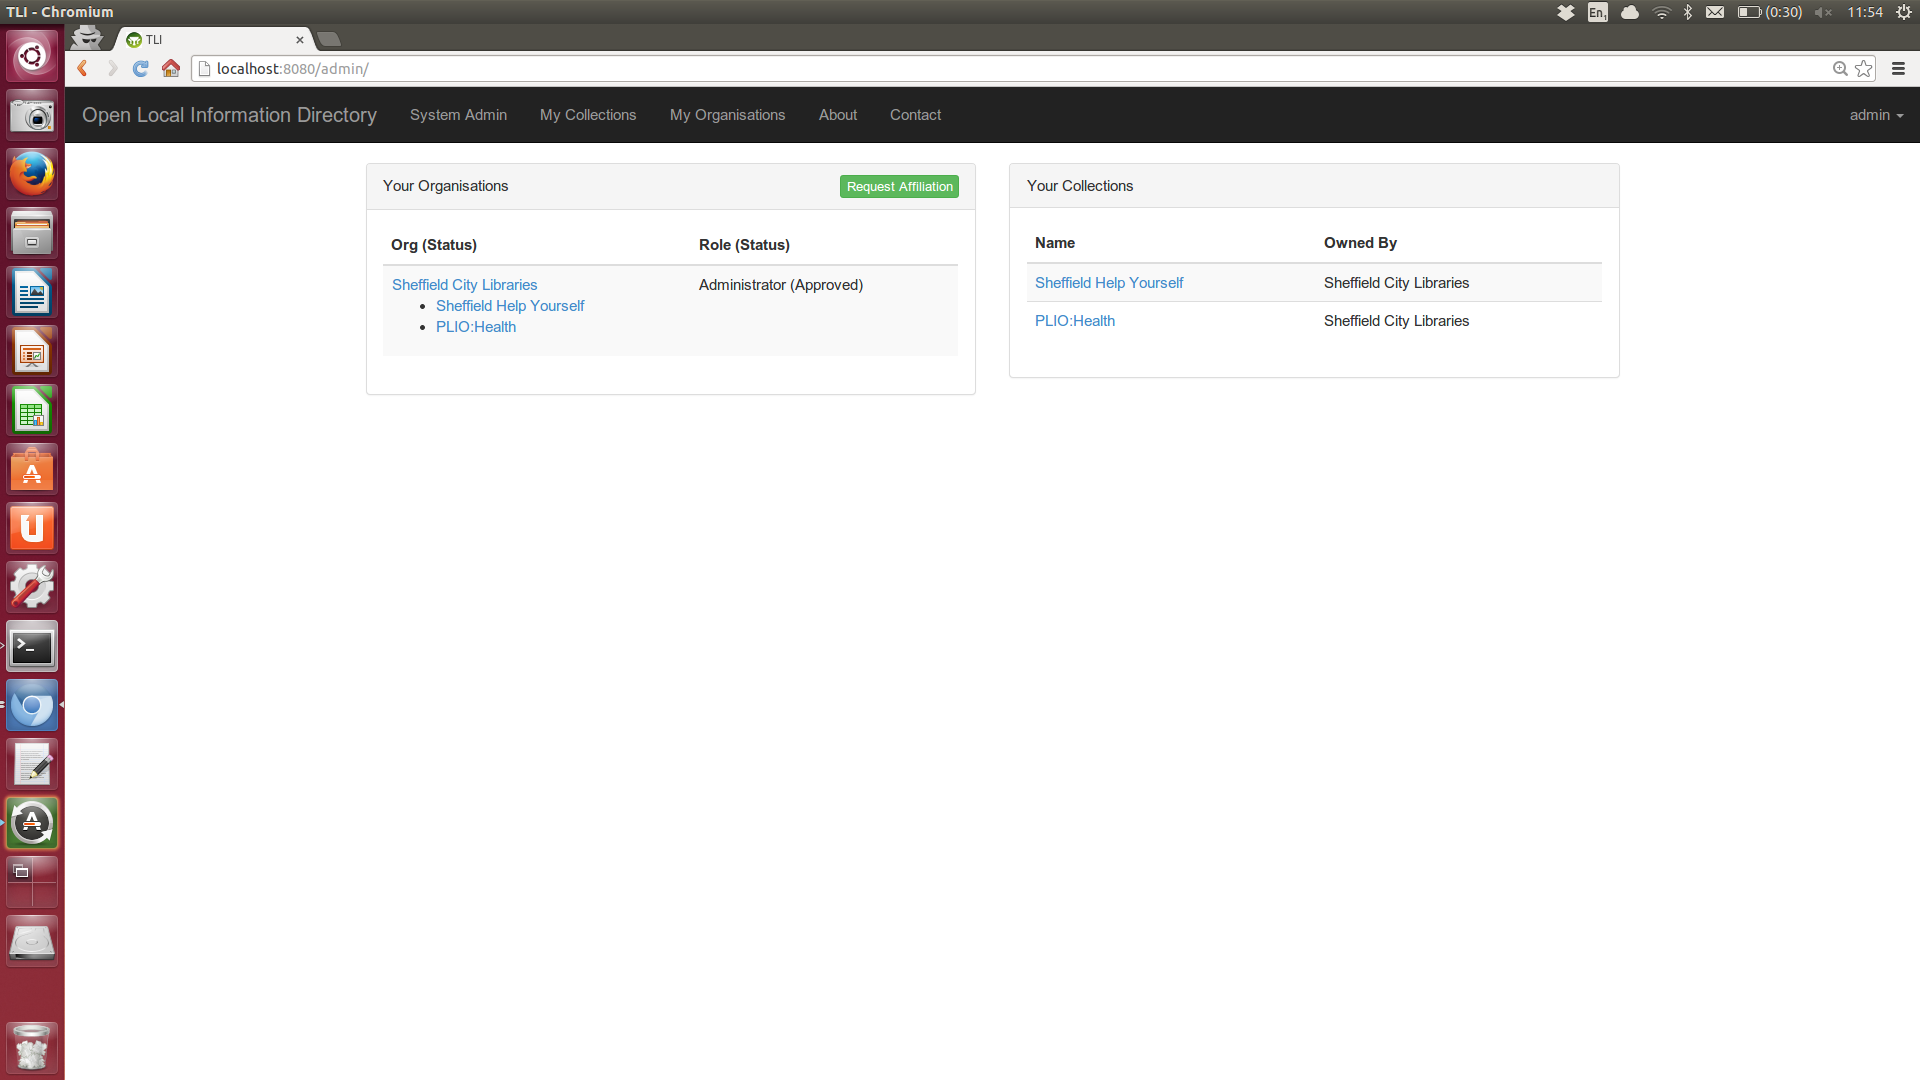 TLI - Chromium
En1
(0:30)
11:54
TLI
localhost:8080/admin/
Open Local Information Directory
System Admin
My Collections
My Organisations
About
Contact
admin
Your Organisations
Request Affiliation
Org (Status)
Role (Status)
Sheffield City Libraries
Administrator (Approved)
Sheffield Help Yourself
PLIO:Health
Your Collections
Name
Owned By
Sheffield Help Yourself
Sheffield City Libraries
PLIO:Health
Sheffield City Libraries